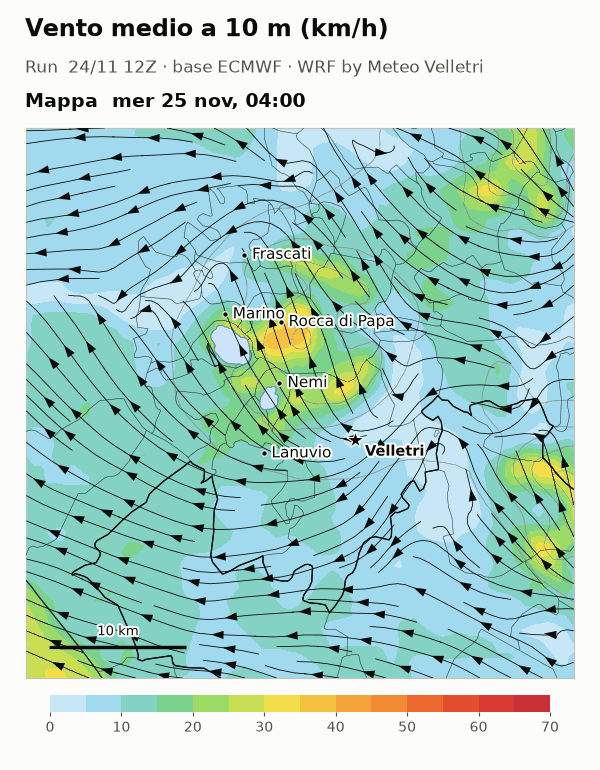 Vento medio a 10 m (km/h)
Run  24/11 12Z · base ECMWF · WRF by Meteo Velletri
Mappa  mer 25 nov, 04:00
Frascati
Marino
Rocca di Papa
Nemi
Velletri
Lanuvio
10 km
0 10 20 30 40 50 60 70